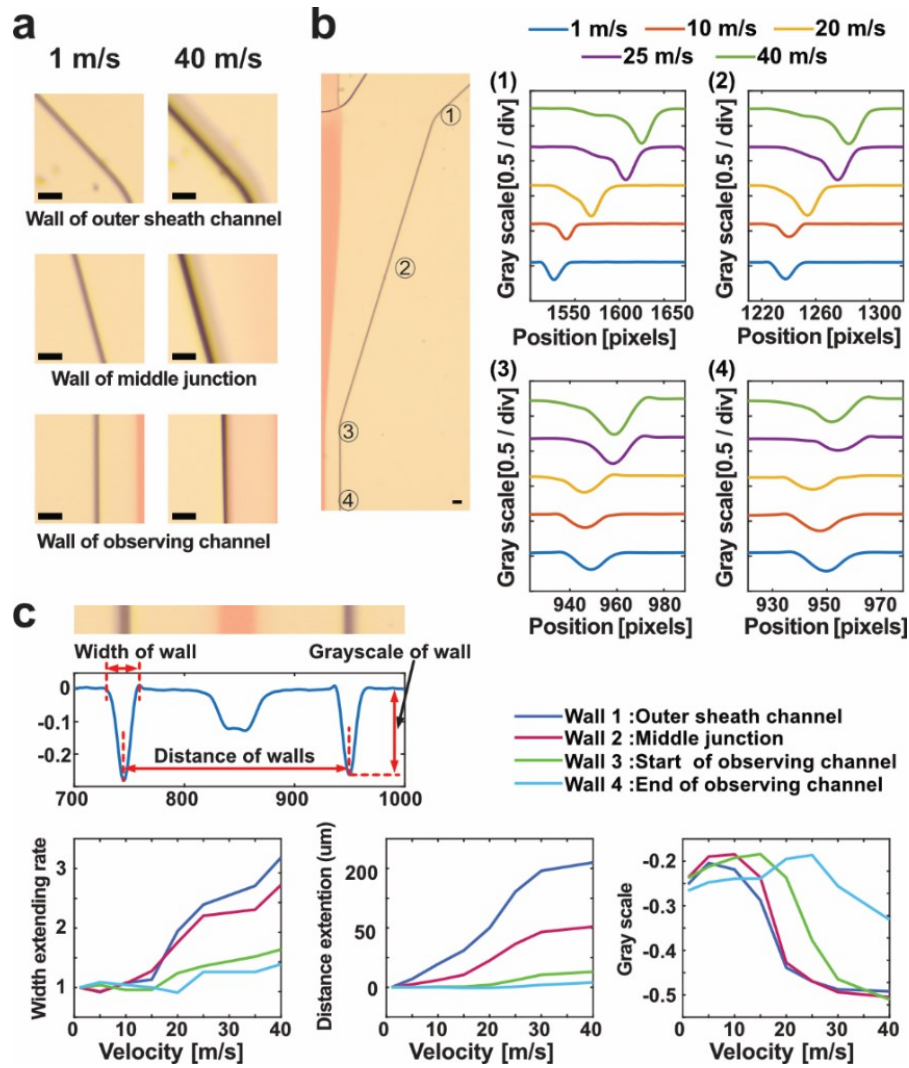 a
1 m/s 40 m/s
Wall of outer sheath channel
Wall of middle junction
Wall of observing channel
b
①
②
③
④
1 m/s 10 m/s 20 m/s
25 m/s 40 m/s
(1)
Gray scale[0.5 / div]
1550 1600 1650
Position [pixels]
(2)
Gray scale[0.5 / div]
1220 1260 1300
Position [pixels]
(3)
Gray scale[0.5 / div]
940 960 980
Position [pixels]
(4)
Gray scale[0.5 / div]
930 950 970
Position [pixels]
c
Width of wall
Grayscale of wall
Distance of walls
0
-0.1
-0.2
700 800 900 1000
Wall 1 :Outer sheath channel
Wall 2 :Middle junction
Wall 3 :Start of observing channel
Wall 4 :End of observing channel
Width extending rate
3
2
1
0 10 20 30 40
Velocity [m/s]
Distance extention (um)
200
50
0
0 10 20 30 40
Velocity [m/s]
Gray scale
-0.2
-0.3
-0.4
-0.5
0 10 20 30 40
Velocity [m/s]